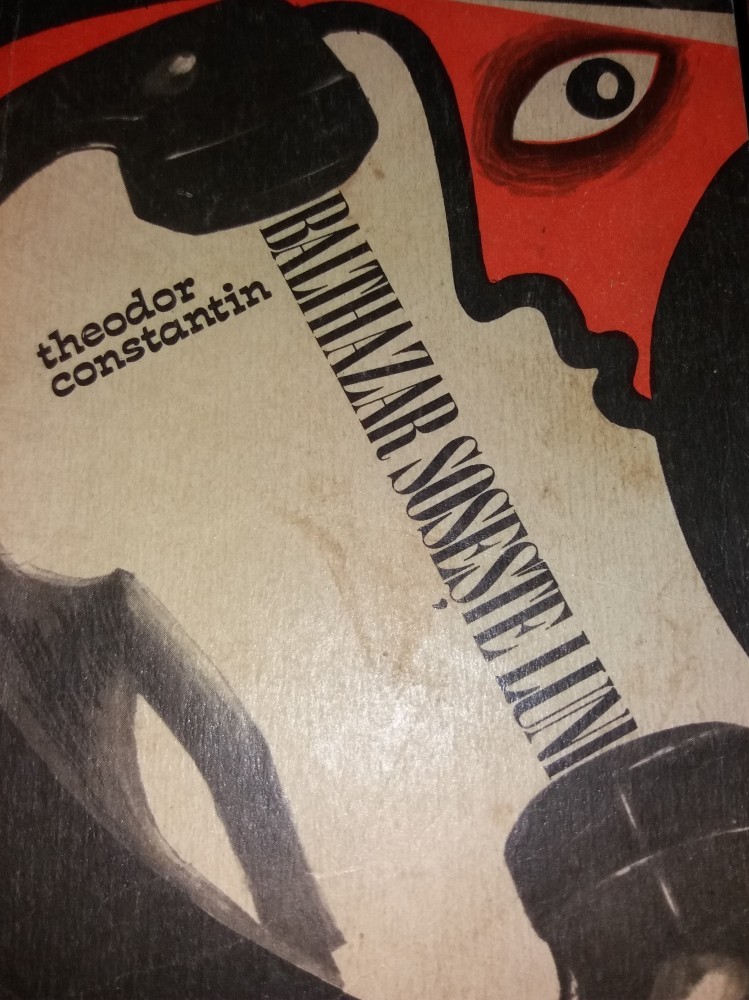 theodor
constantin
BALTHAZAR SOSEȘTE LUNI